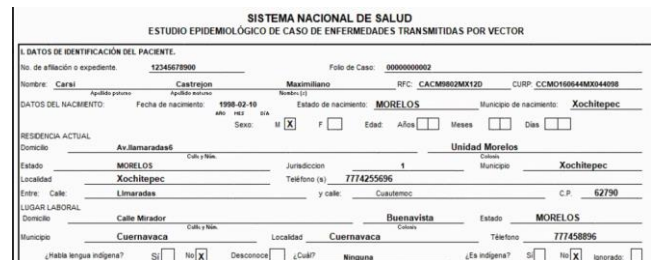 SISTEMA NACIONAL DE SALUD
ESTUDIO EPIDEMIOLÓGICO DE CASO DE ENFERMEDADES TRANSMITIDAS POR VECTOR
I. DATOS DE IDENTIFICACIÓN DEL PACIENTE.
No. de afiliación o expediente. 12345678900 Folio de Caso: 00000000002
Nombre: Carsi Castrejon Maximiliano RFC: CACM9802MX12D CURP: CCMO160644MX044098
Apellido paterno Apellido materno Nombre (s)
DATOS DEL NACIMIENTO: Fecha de nacimiento: 1998-02-10 Estado de nacimiento: MORELOS Municipio de nacimiento: Xochitepec
AÑO MES DÍA
Sexo: M X F Edad: Años Meses Días
RESIDENCIA ACTUAL
Domicilio Av.llamaradas6 Unidad Morelos
Calle y Núm. Colonia
Estado MORELOS Jurisdiccion 1 Municipio Xochitepec
Localidad Xochitepec Teléfono (s) 7774255696
Entre: Calle: Llmaradas y calle: Cuautemoc C.P. 62790
LUGAR LABORAL
Domicilio Calle Mirador Buenavista Estado MORELOS
Calle y Núm. Colonia
Municipio Cuernavaca Localidad Cuernavaca Télefono 777458896
¿Habla lengua indígena? Sí No X Desconoce ¿Cuál? Ninguna ¿Es indígena? Sí No X Ignorado: